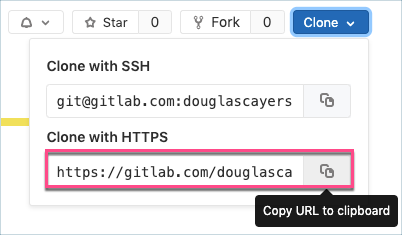 Star 0 Fork 0 Clone
Clone with SSH
git@gitlab.com:douglascayers
Clone with HTTPS
https://gitlab.com/douglasca
Copy URL to clipboard